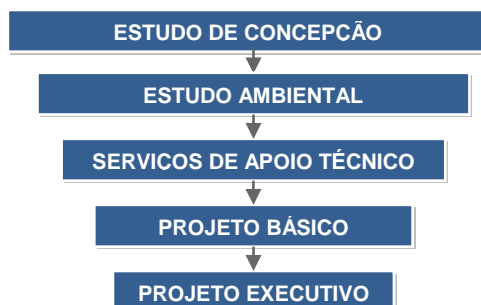 ESTUDO DE CONCEPCÃO
ESTUDO AMBIENTAL
SERVICOS DE APOIO TÉCNICO
PROJETO BÁSICO
PROJETO EXECUTIVO